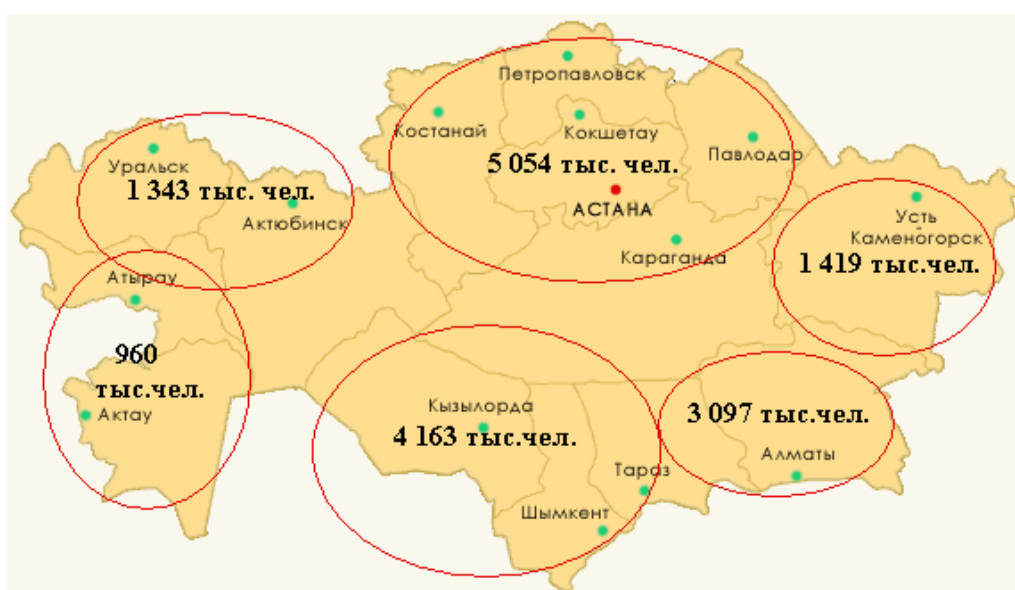 Петропавловск
Костанай
Кокшетау
Павлодар
5 054 тыс. чел.
АСТАНА
Караганда
Уральск
1 343 тыс. чел.
Актюбинск
Усть
Каменогорск
1 419 тыс.чел.
Атырау
960
тыс.чел.
Актау
Кызылорда
4 163 тыс.чел.
Тараз
Шымкент
3 097 тыс.чел.
Алматы